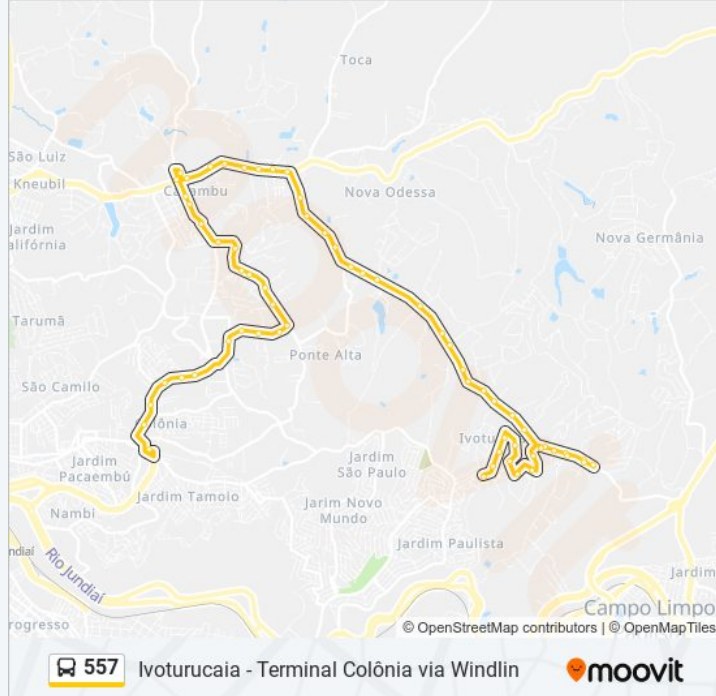 Toca
São Luiz
Kneubil
Nova Odessa
Jardim
alifórnia
Nova Germânia
Tarumã
Ponte Alta
São Camilo
Jardim
Pacaembú
Jardim
São Paulo
Jardim Tamoio
Nambi
Jarim Novo
Mundo
Jardim Paulista
ndiaí
Rio Jundiaí
Jardim
Campo Limpo
rogresso
© OpenStreetMap contributors | © OpenMapTiles
557 Ivoturucaia - Terminal Colônia via Windlin moovit